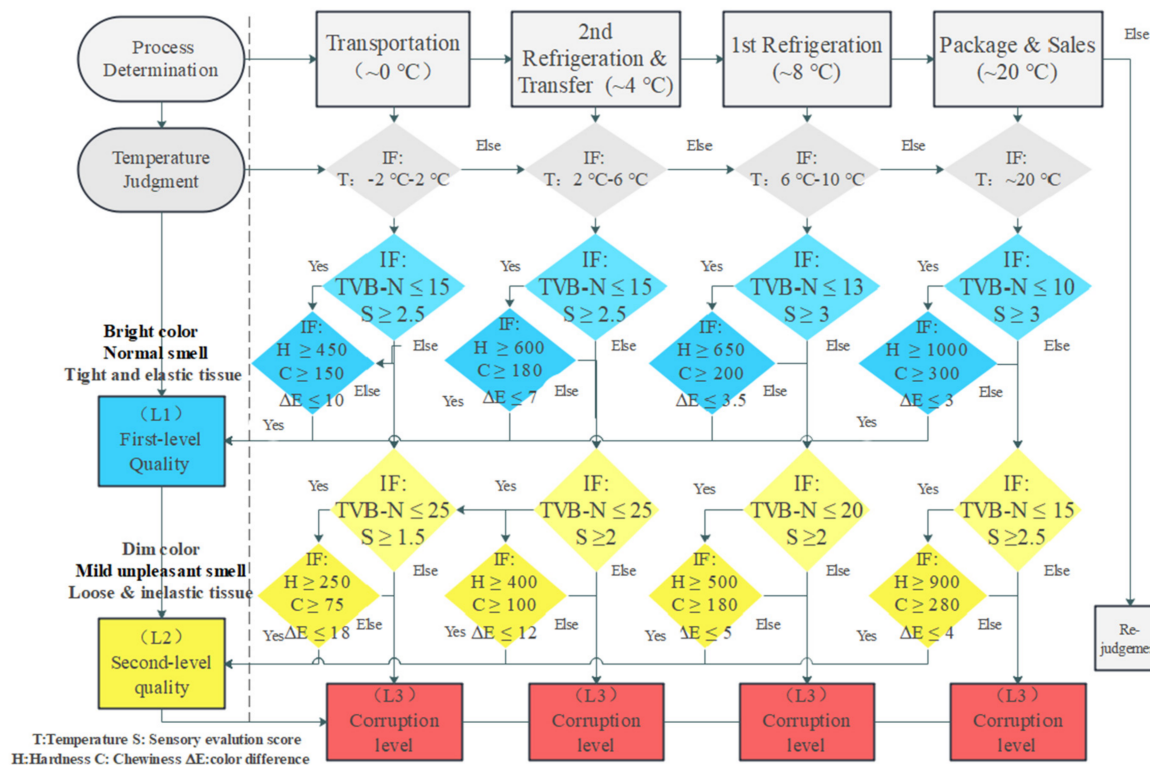 Process
Determination
Transportation
(~0 ℃)
2nd
Refrigeration &
Transfer (~4 ℃)
1st Refrigeration
(~8 ℃)
Package & Sales
(~20 ℃)
Else
Temperature
Judgment
IF:
T: -2 ℃-2 ℃
Else
IF:
T: 2 ℃-6 ℃
Else
IF:
T: 6 ℃-10 ℃
Else
IF:
T: ~20 ℃
Yes
IF:
TVB-N ≤ 15
S ≥ 2.5
Else
Yes
IF:
TVB-N ≤ 15
S ≥ 2.5
Else
Yes
IF:
TVB-N ≤ 13
S ≥ 3
Else
Yes
IF:
TVB-N ≤ 10
S ≥ 3
Else
Bright color
Normal smell
Tight and elastic tissue
IF:
H ≥ 450
C ≥ 150
ΔE ≤ 10
Else
Yes
IF:
H ≥ 600
C ≥ 180
ΔE ≤ 7
Else
Yes
IF:
H ≥ 650
C ≥ 200
ΔE ≤ 3.5
Else
Yes
IF:
H ≥ 1000
C ≥ 300
ΔE ≤ 3
Else
Yes
(L1)
First-level
Quality
Yes
IF:
TVB-N ≤ 25
S ≥ 1.5
Else
Yes
IF:
TVB-N ≤ 25
S ≥2
Else
Yes
IF:
TVB-N ≤ 20
S ≥2
Else
Yes
IF:
TVB-N ≤ 15
S ≥2.5
Else
Dim color
Mild unpleasant smell
Loose & inelastic tissue
IF:
H ≥ 250
C ≥ 75
ΔE ≤ 18
Else
Yes
IF:
H ≥ 400
C ≥ 100
ΔE ≤ 12
Else
Yes
IF:
H ≥ 500
C ≥ 180
ΔE ≤ 5
Else
Yes
IF:
H ≥ 900
C ≥ 280
ΔE ≤ 4
Else
Yes
Re-
judgement
(L2)
Second-level
quality
(L3)
Corruption
level
(L3)
Corruption
level
(L3)
Corruption
level
(L3)
Corruption
level
T:Temperature S: Sensory evalution score
H:Hardness C: Chewiness ΔE:color difference